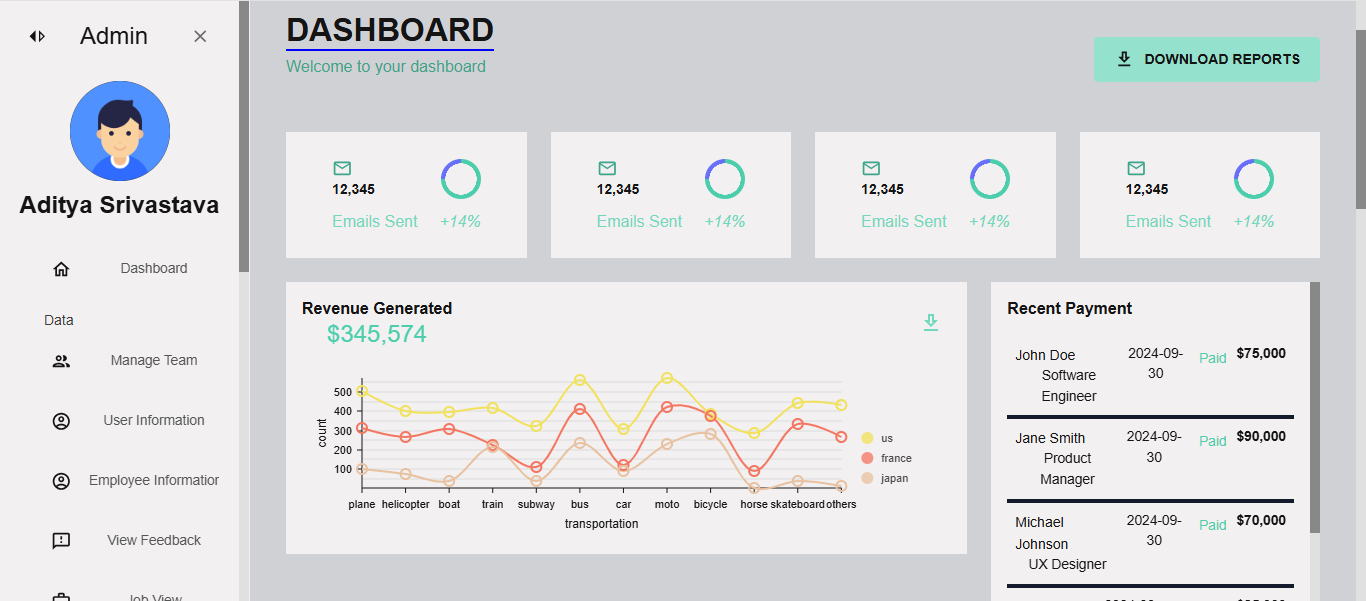 Admin
Aditya Srivastava
Dashboard
Data
Manage Team
User Information
Employee Informatior
View Feedback
Job View
DASHBOARD
Welcome to your dashboard
DOWNLOAD REPORTS
12,345
Emails Sent +14%
12,345
Emails Sent +14%
12,345
Emails Sent +14%
12,345
Emails Sent +14%
Revenue Generated
$345,574
500
400
300
200
100
count
plane helicopter boat train subway bus car moto bicycle horse skateboard others
transportation
us
france
japan
Recent Payment
John Doe
Software
Engineer
2024-09-
30
Paid
$75,000
Jane Smith
Product
Manager
2024-09-
30
Paid
$90,000
Michael
Johnson
UX Designer
2024-09-
30
Paid
$70,000